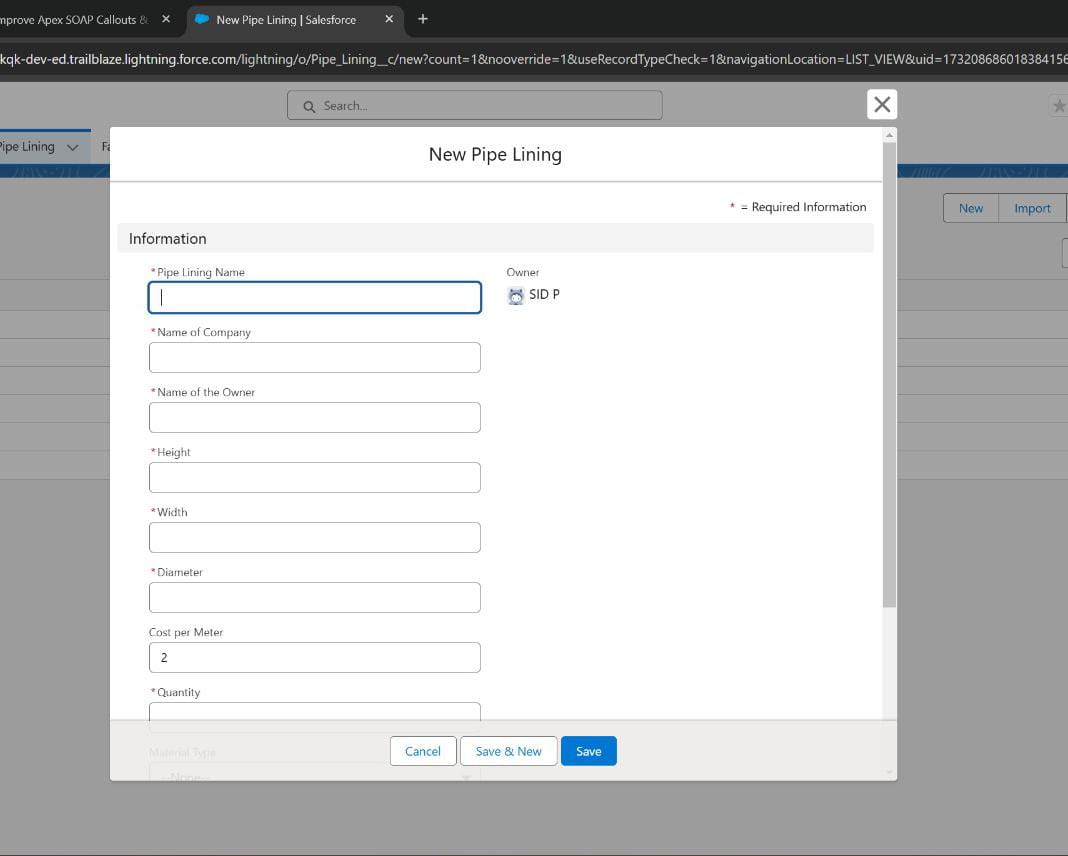 mprove Apex SOAP Callouts &
New Pipe Lining | Salesforce
kqk-dev-ed.trailblaze.lightning.force.com/lightning/o/Pipe_Lining__c/new?count=1&nooverride=1&useRecordTypeCheck=1&navigationLocation=LIST_VIEW&uid=173208686018384156
Search...
Pipe Lining
Fa
New Pipe Lining
* = Required Information
New Import
Information
*Pipe Lining Name
Owner
SID P
*Name of Company
*Name of the Owner
*Height
*Width
*Diameter
Cost per Meter
2
*Quantity
Material Type
--None--
Cancel Save & New Save